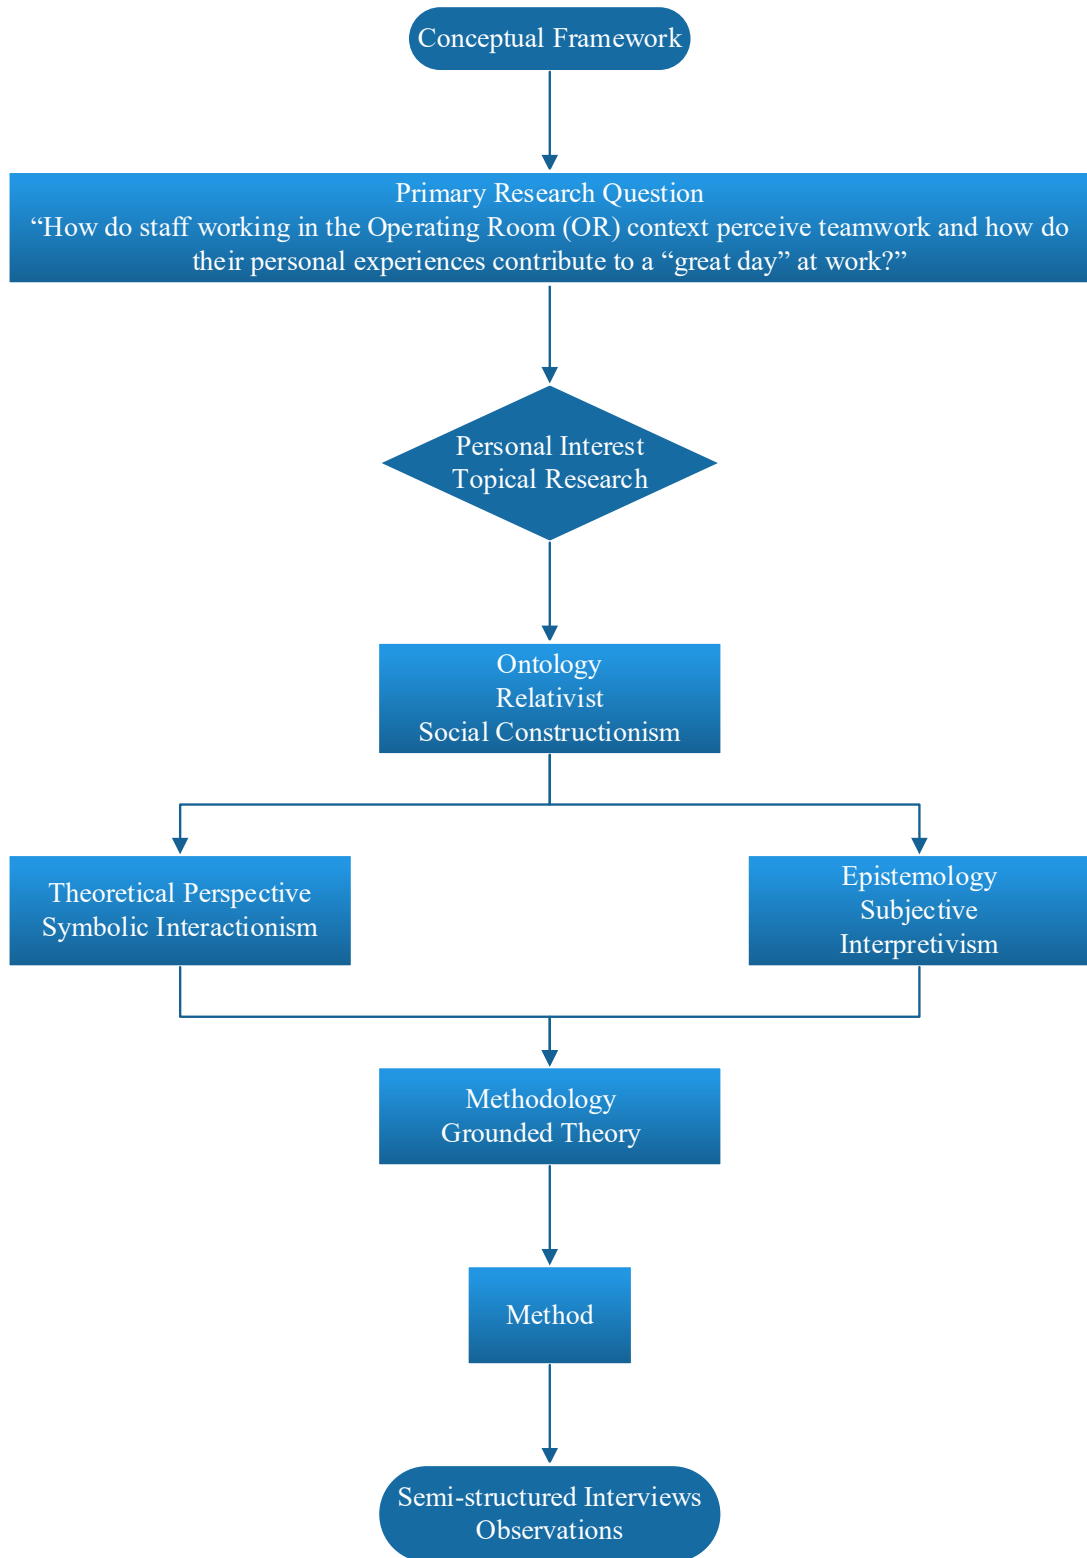 Conceptual Framework
Primary Research Question
“How do staff working in the Operating Room (OR) context perceive teamwork and how do
their personal experiences contribute to a “great day” at work?”
Personal Interest
Topical Research
Ontology
Relativist
Social Constructionism
Theoretical Perspective
Symbolic Interactionism
Epistemology
Subjective
Interpretivism
Methodology
Grounded Theory
Method
Semi-structured Interviews
Observations